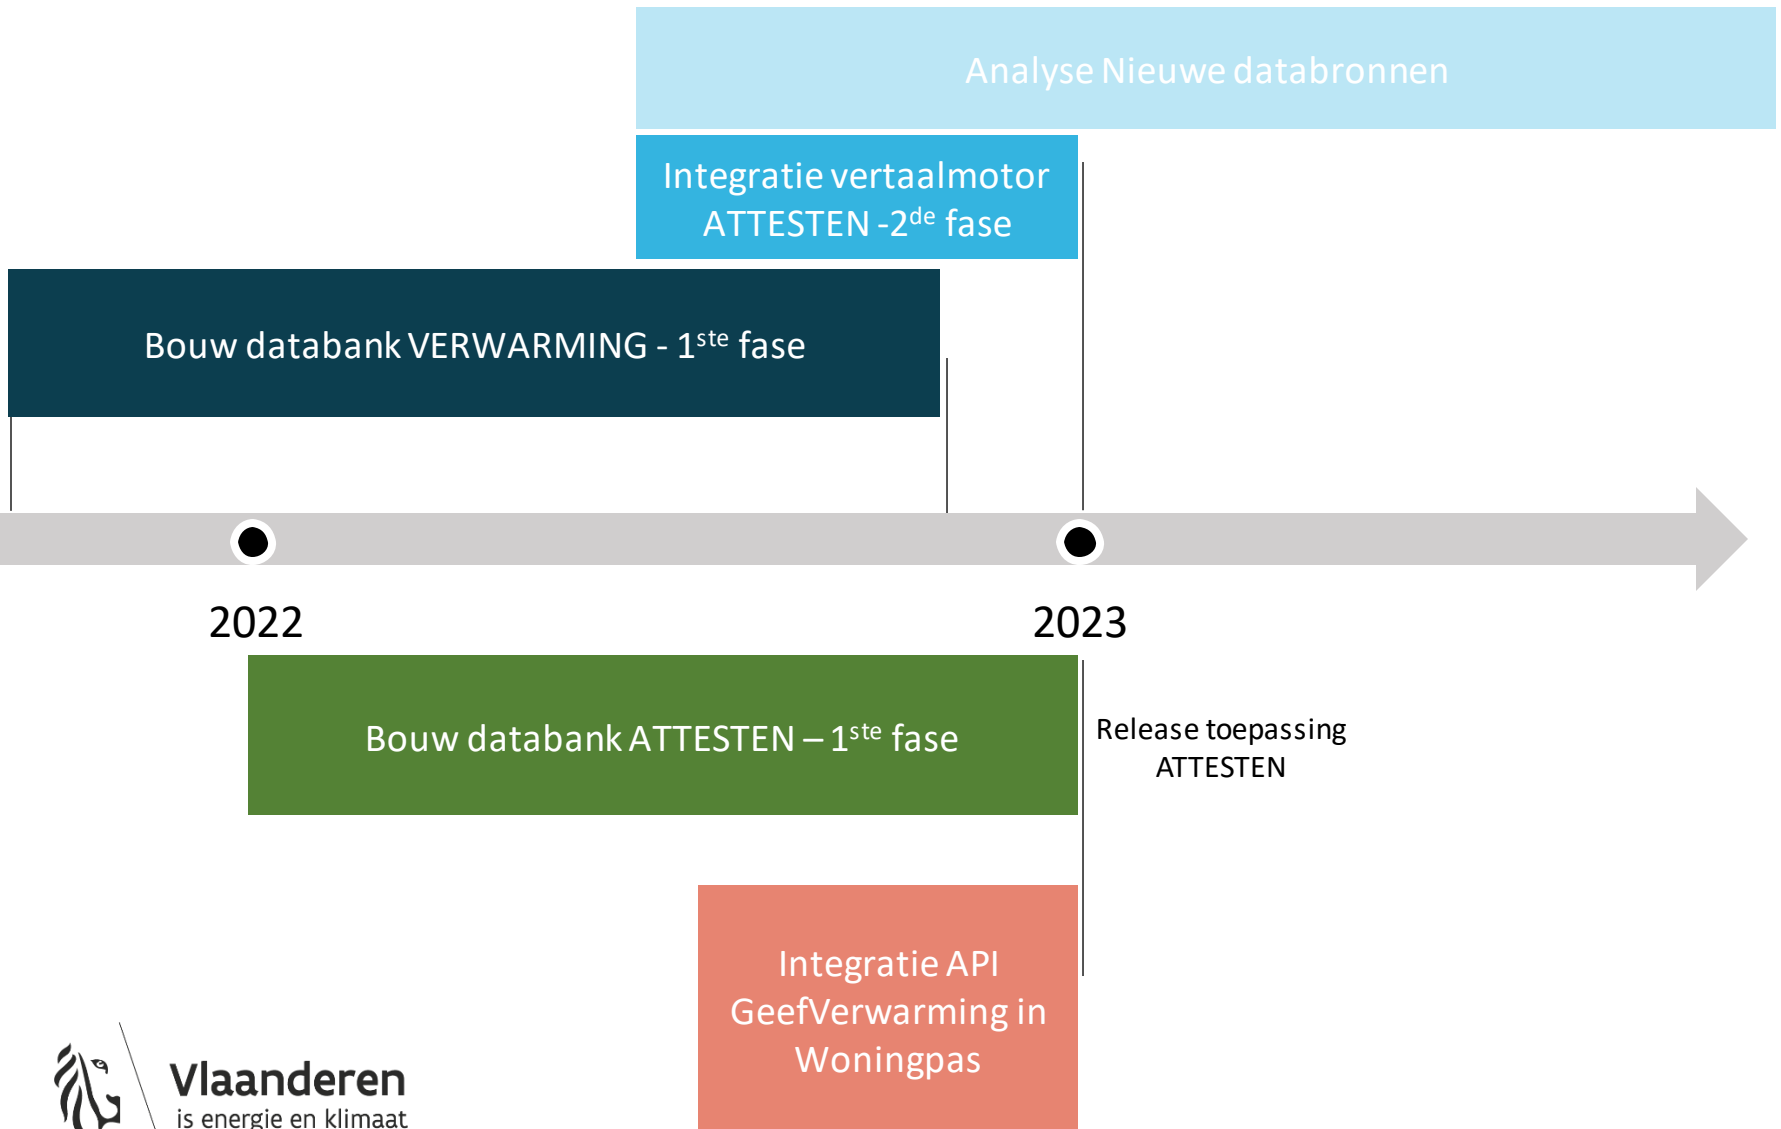 Analyse Nieuwe databronnen
Integratie vertaalmotor
ATTESTEN -2de fase
Bouw databank VERWARMING - 1ste fase
2022
2023
Bouw databank ATTESTEN – 1ste fase
Release toepassing
ATTESTEN
Integratie API
GeefVerwarming in
Woningpas
Vlaanderen
is energie en klimaat